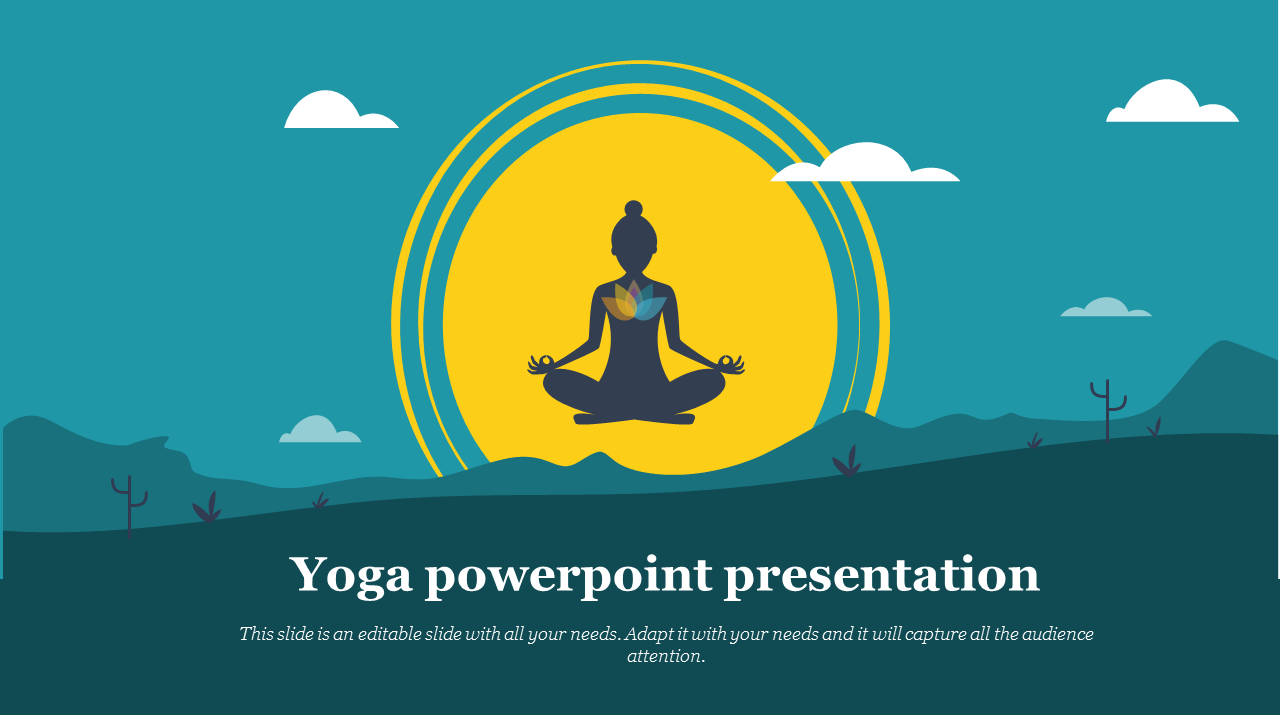 Yoga powerpoint presentation
This slide is an editable slide with all your needs. Adapt it with your needs and it will capture all the audience
attention.